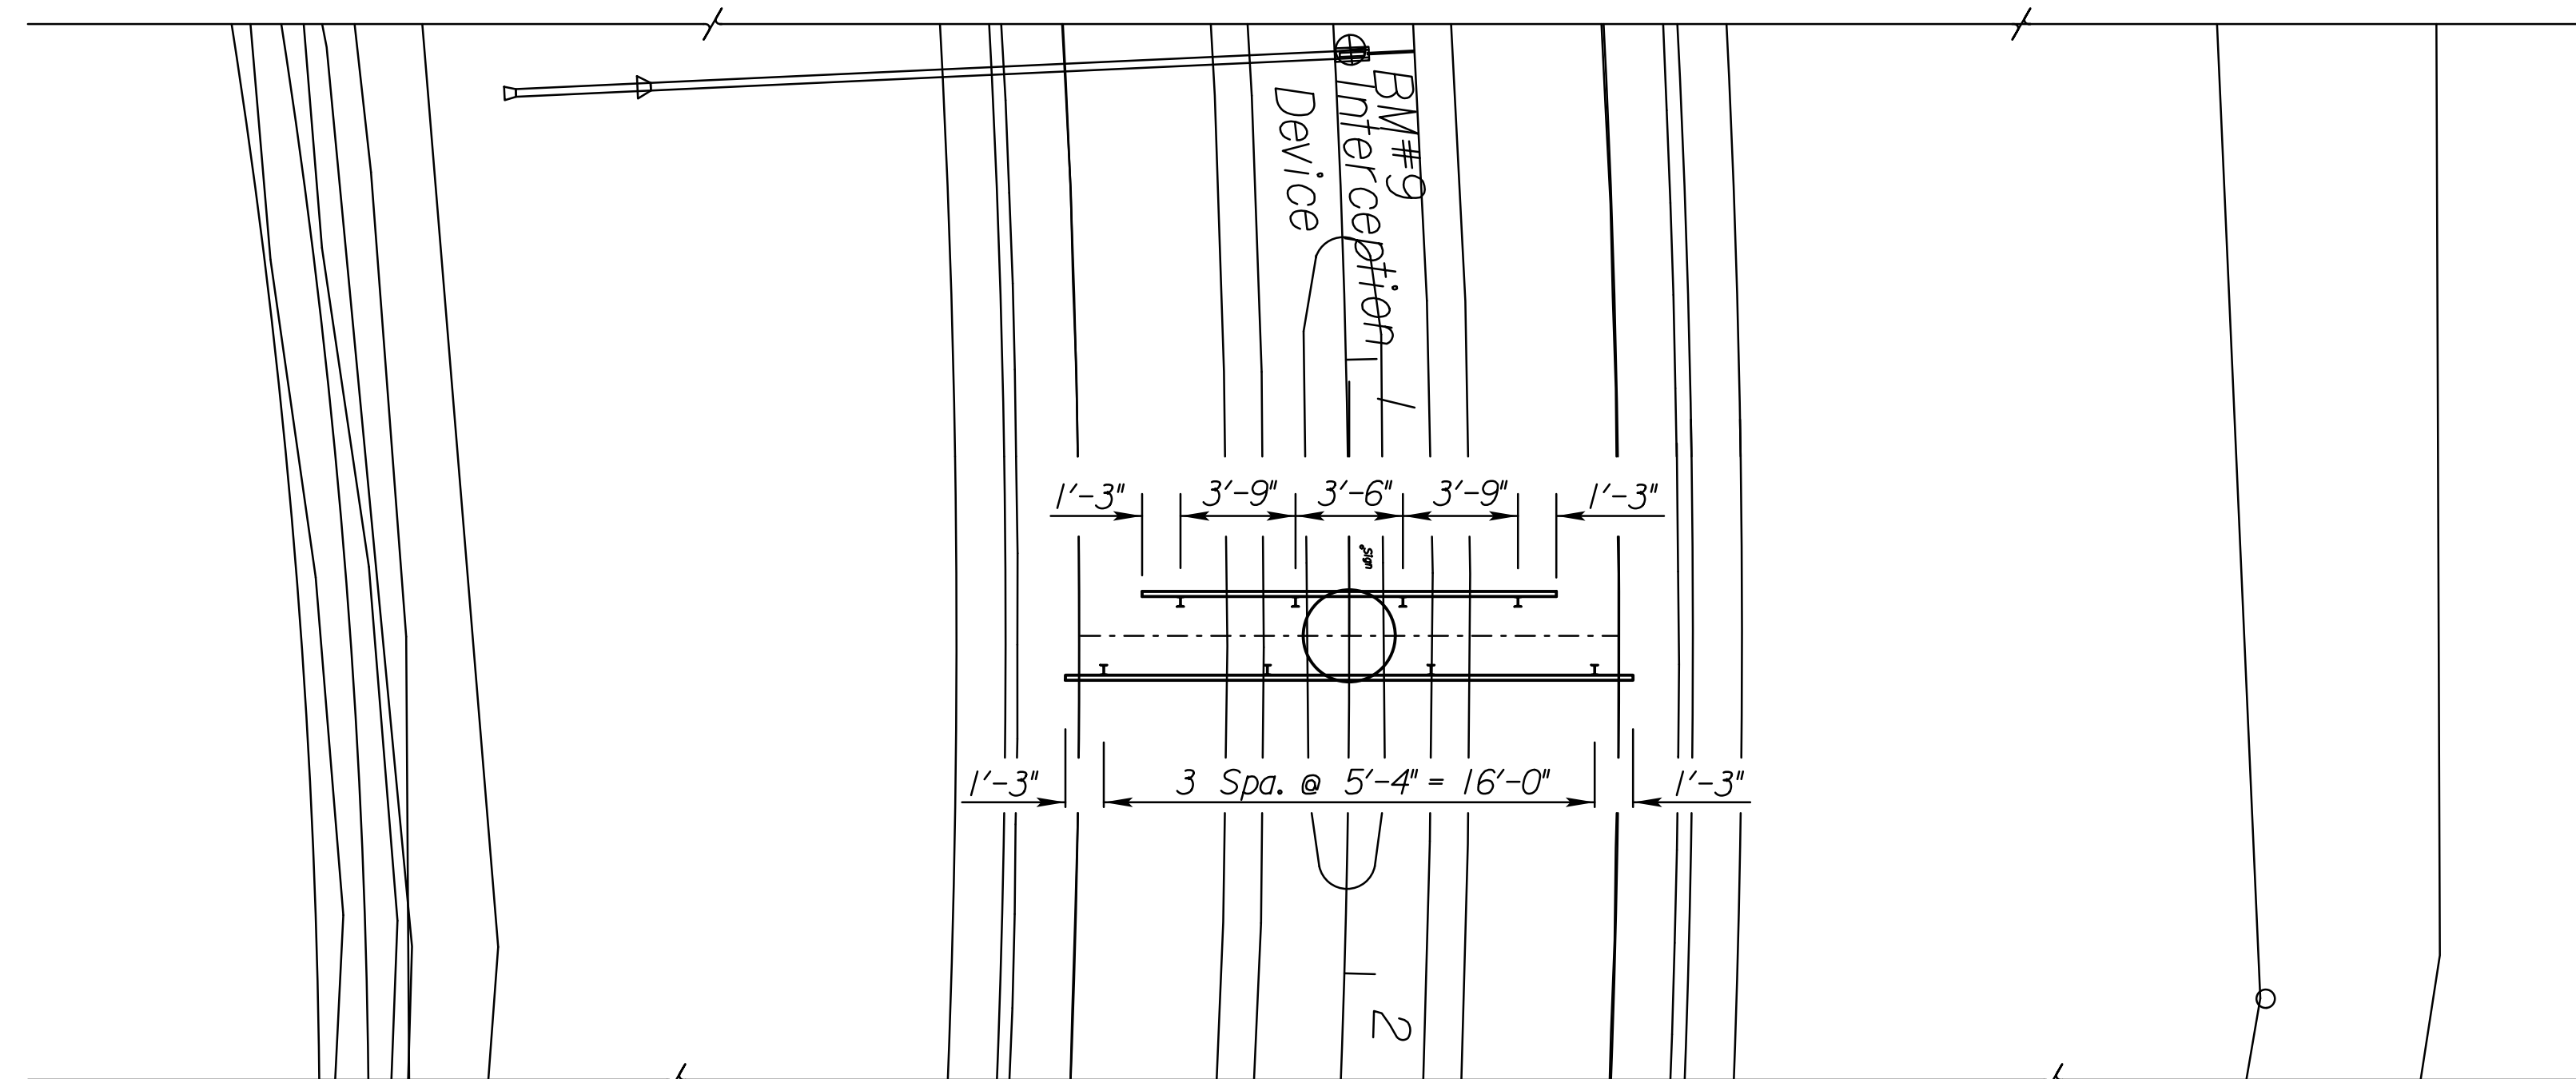 BM#9
Interception
Device
1
1'-3" 3'-9" 3'-6" 3'-9" 1'-3"
sign
1'-3" 3 Spa. @ 5'-4" = 16'-0" 1'-3"
2